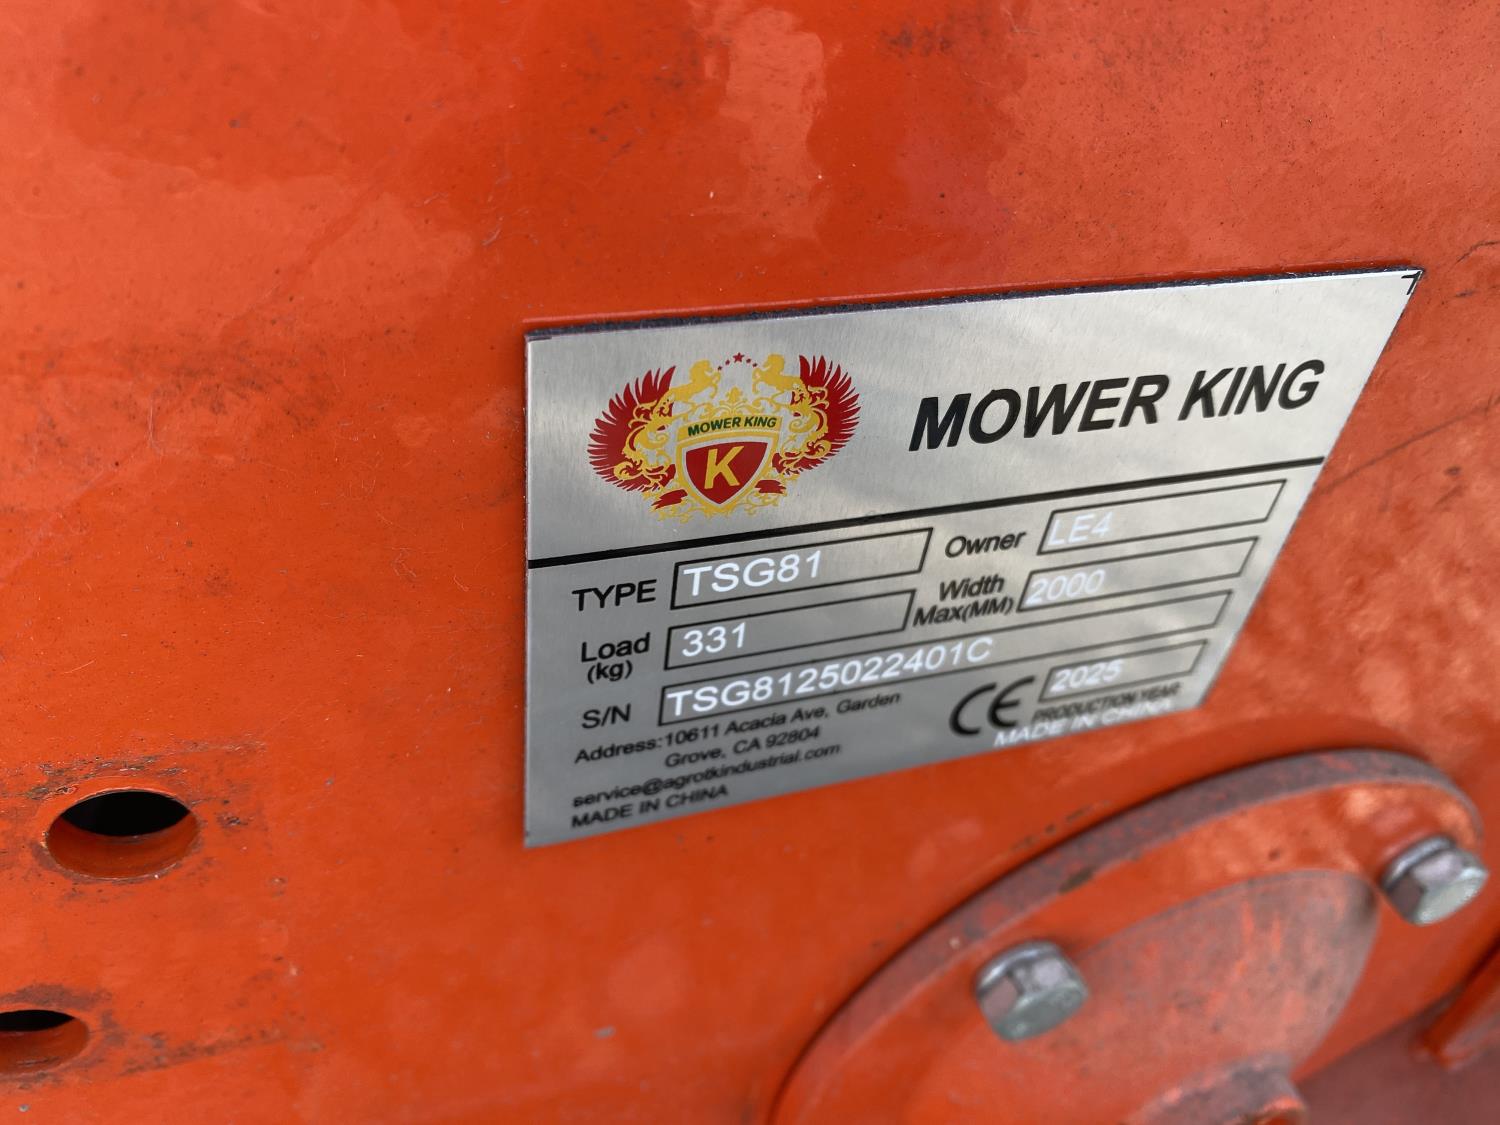 MOWER KING
K
MOWER KING
TYPE TSG81 Owner LE4
Load (kg) 331 Width Max(MM) 2000
S/N TSG8125022401C
Address: 10611 Acacia Ave, Garden
Grove, CA 92804
service@agrotkindustrial.com
MADE IN CHINA
CE 2025
PRODUCTION YEAR
MADE IN CHINA